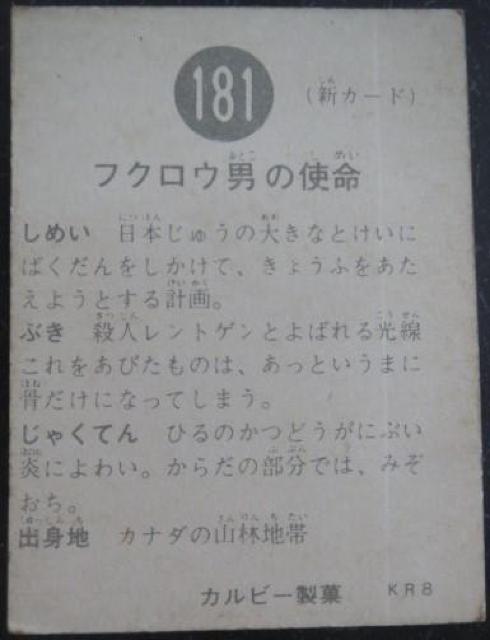 181
(新カード)
フクロウ男の使命
しめい 日本じゅうの大きなとけいに
ばくだんをしかけて、きょうふをあた
えようとする計画。
ぶき 殺人レントゲンとよばれる光線
これをあびたものは、あっというまに
骨だけになってしまう。
じゃくてん ひるのかつどうがにぶい
炎によわい。からだの部分では、みぞ
おち。
出身地 カナダの山林地帯
カルビー製菓 KR8